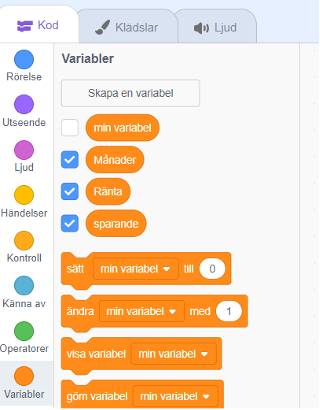 Kod
Klädslar
Ljud
Rörelse
Utseende
Ljud
Händelser
Kontroll
Känna av
Operatorer
Variabler
Variabler
Skapa en variabel
min variabel
Månader
Ränta
sparande
sätt min variabel till 0
ändra min variabel med 1
visa variabel min variabel
göm variabel min variabel